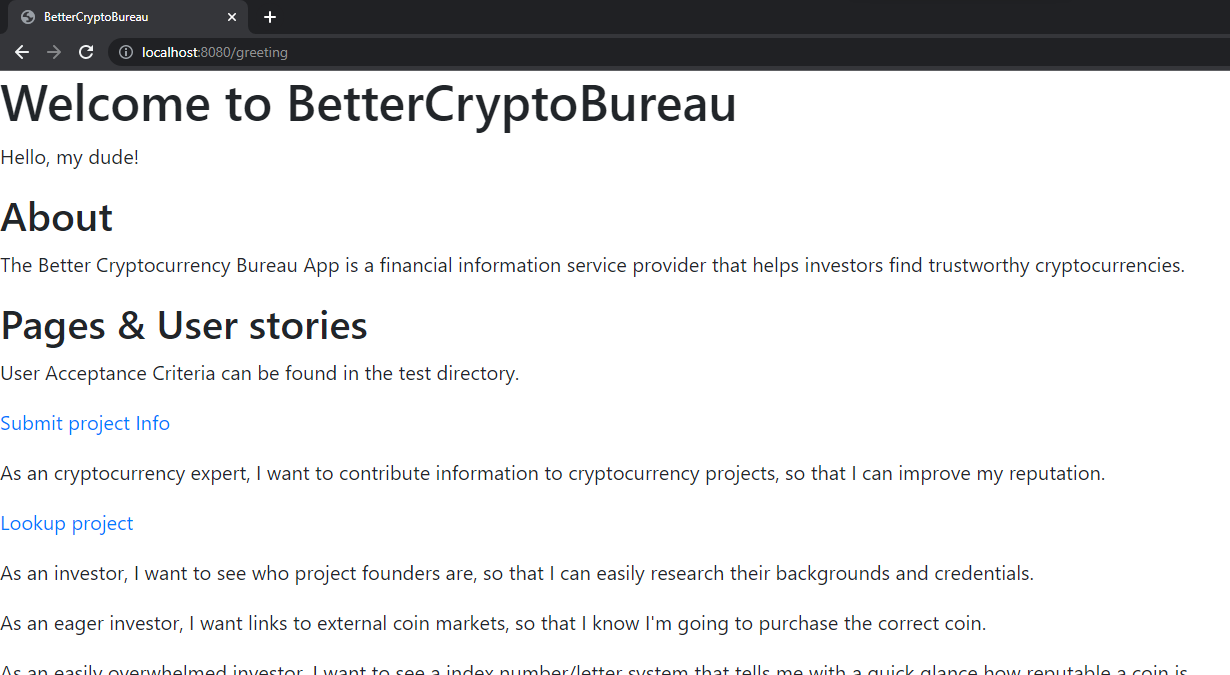 BetterCryptoBureau
localhost:8080/greeting
Welcome to BetterCryptoBureau
Hello, my dude!
About
The Better Cryptocurrency Bureau App is a financial information service provider that helps investors find trustworthy cryptocurrencies.
Pages & User stories
User Acceptance Criteria can be found in the test directory.
Submit project Info
As an cryptocurrency expert, I want to contribute information to cryptocurrency projects, so that I can improve my reputation.
Lookup project
As an investor, I want to see who project founders are, so that I can easily research their backgrounds and credentials.
As an eager investor, I want links to external coin markets, so that I know I'm going to purchase the correct coin.
As an easily overwhelmed investor, I want to see a index number/letter system that tells me with a quick glance how reputable a coin is